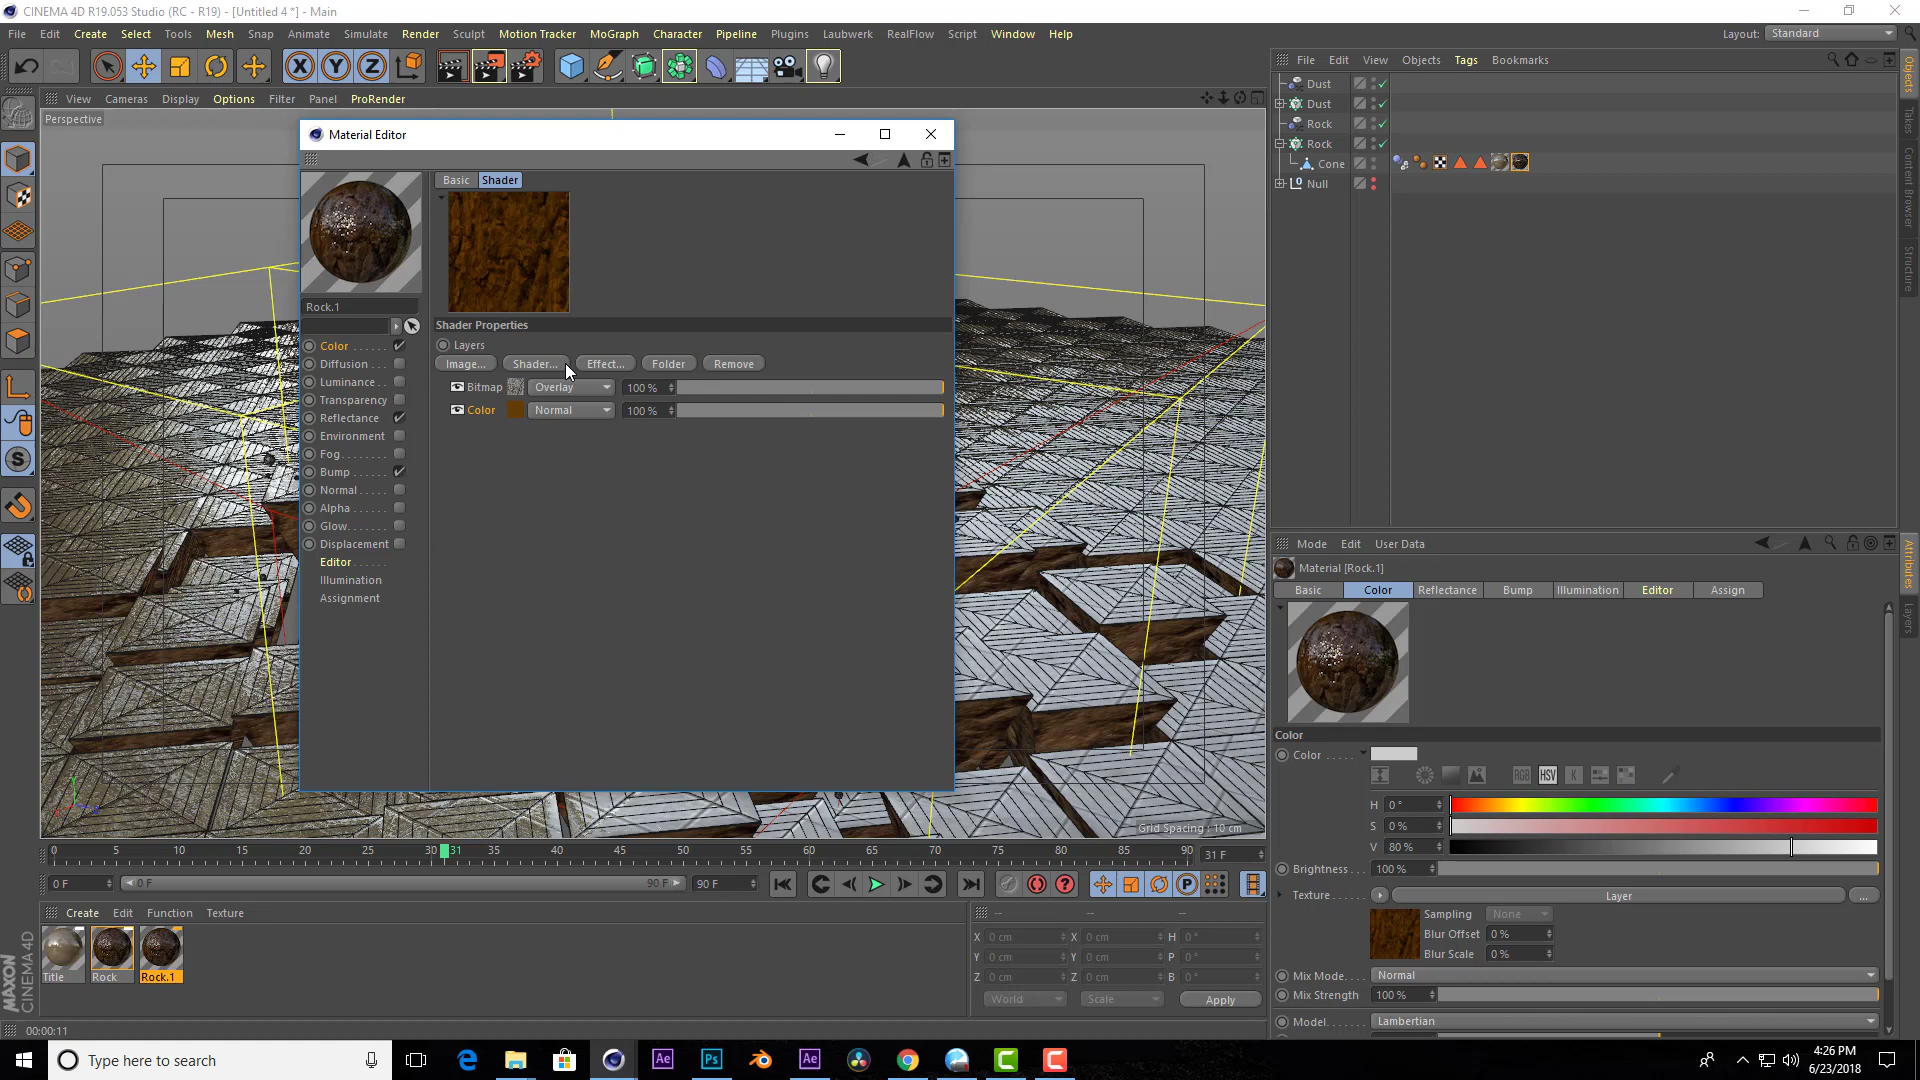 CINEMA 4D R19.053 Studio (RC - R19) - [Untitled 4 *] - Main
File Edit Create Select Tools Mesh Snap Animate Simulate Render Sculpt Motion Tracker MoGraph Character Pipeline Plugins Laubwerk RealFlow Script Window Help
Layout: Standard
View Cameras Display Options Filter Panel ProRender
Perspective
Material Editor
Basic Shader
Rock.1
Shader Properties
Layers
Image... Shader... Effect... Folder Remove
Bitmap Overlay 100 %
Color Normal 100 %
Color
Diffusion
Luminance
Transparency
Reflectance
Environment
Fog
Bump
Normal
Alpha
Glow
Displacement
Editor
Illumination
Assignment
Grid Spacing : 10 cm
File Edit View Objects Tags Bookmarks
Dust
Dust
Rock
Rock
Cone
Null
Objects
Takes
Content Browser
Structure
Mode Edit User Data
Material [Rock.1]
Basic Color Reflectance Bump Illumination Editor Assign
Attributes
Layers
Color
Color
RGB HSV K
H 0 °
S 0 %
V 80 %
Brightness 100 %
Texture Layer ...
Sampling None
Blur Offset 0 %
Blur Scale 0 %
Mix Mode Normal
Mix Strength 100 %
Model Lambertian
0 5 10 15 20 25 30 31 35 40 45 50 55 60 65 70 75 80 85 90 31 F
0 F 0 F 90 F 90 F
Create Edit Function Texture
Title Rock Rock.1
-- -- --
X 0 cm X 0 cm H 0 °
Y 0 cm Y 0 cm P 0 °
Z 0 cm Z 0 cm B 0 °
World Scale Apply
MAXON CINEMA 4D
00:00:11
Type here to search
4:26 PM
6/23/2018